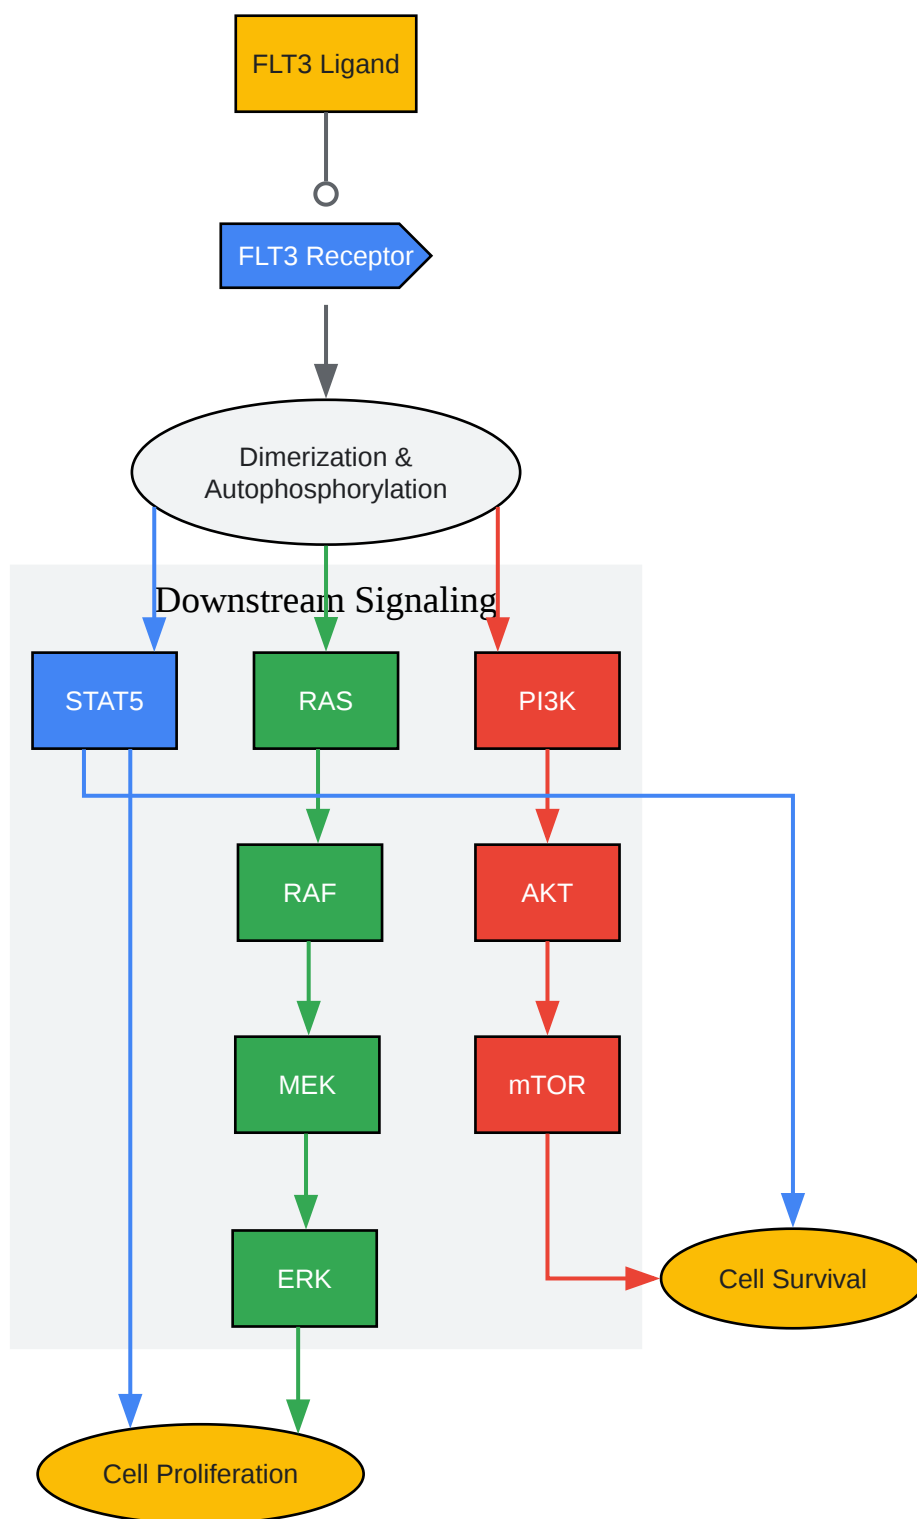 FLT3 Ligand
FLT3 Receptor
Dimerization &
Autophosphorylation
Downstream Signaling
STAT5
RAS
PI3K
RAF
AKT
MEK
mTOR
ERK
Cell Survival
Cell Proliferation